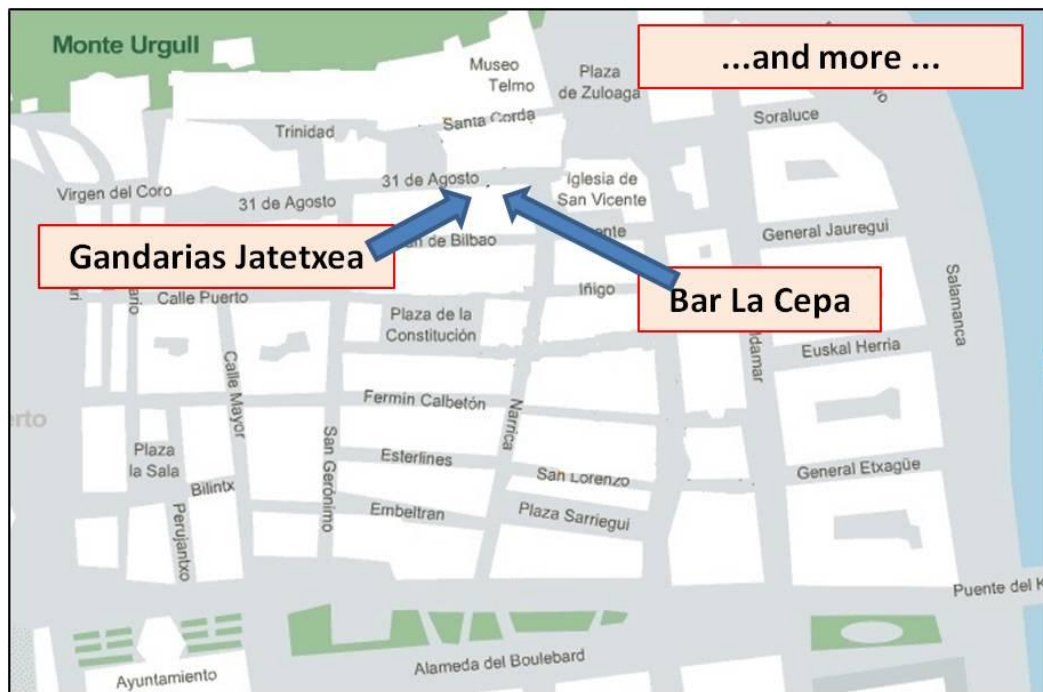 Monte Urgull
...and more ...
Museo
Telmo
Plaza
de Zuloaga
Soraluce
Santa Corda
Trinidad
31 de Agosto
Iglesia de
San Vicente
Virgen del Coro
31 de Agosto
General Jauregui
Gandarias Jatetxea
de Bilbao
Bar La Cepa
Iñigo
Calle Puerto
Salamanca
Plaza de la
Constitución
Euskal Herria
Calle Mayor
Fermin Calbetón
Narrica
San Gerónimo
Plaza
la Sala
Esterlines
General Etxagüe
San Lorenzo
Bilintx
Embeltran
Plaza Sarriegui
Perujantxo
Puente del K
Alameda del Boulebard
Ayuntamiento